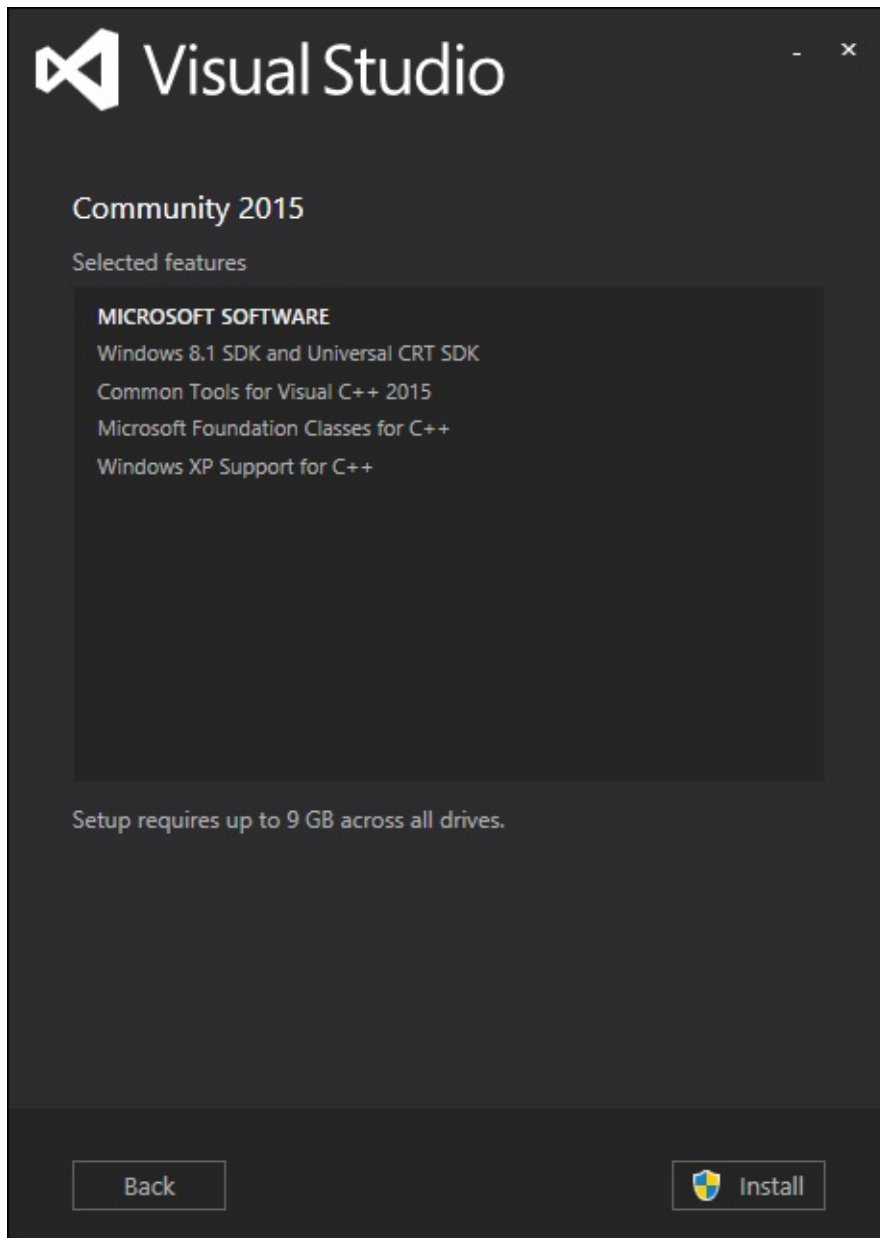 Visual Studio
Community 2015
Selected features
MICROSOFT SOFTWARE
Windows 8.1 SDK and Universal CRT SDK
Common Tools for Visual C++ 2015
Microsoft Foundation Classes for C++
Windows XP Support for C++
Setup requires up to 9 GB across all drives.
Back
Install